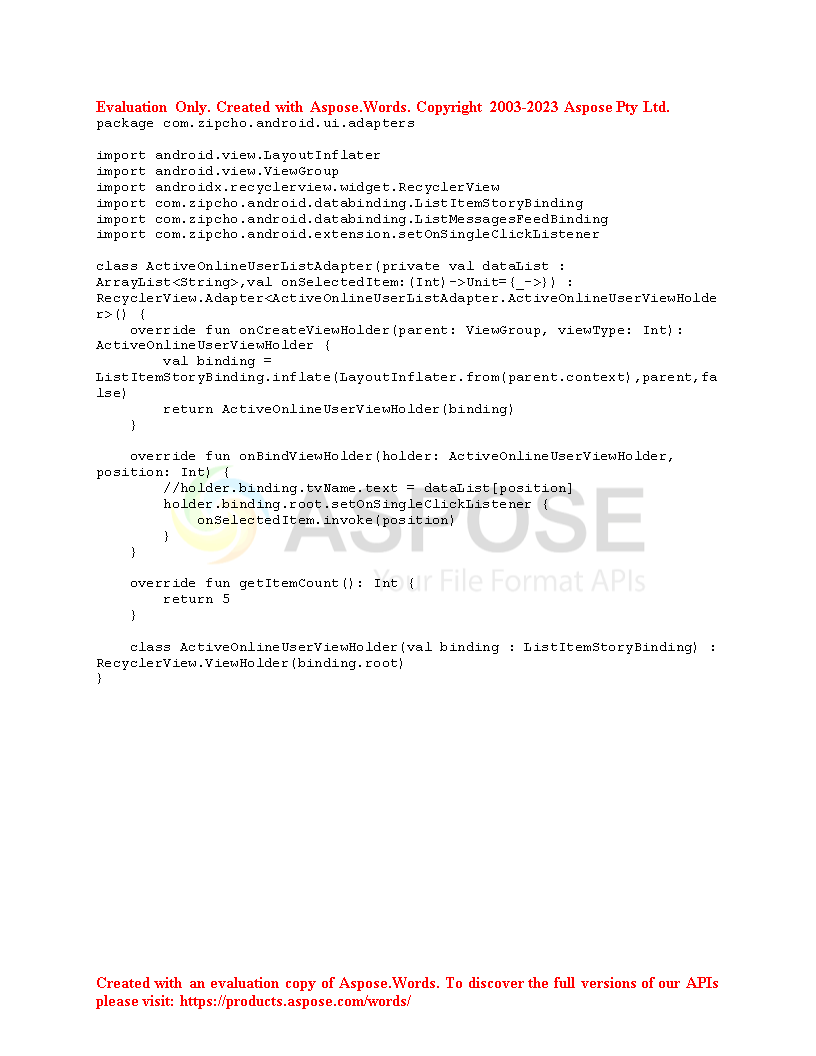 Evaluation Only. Created with Aspose.Words. Copyright 2003-2023 Aspose Pty Ltd.
package com.zipcho.android.ui.adapters

import android.view.LayoutInflater
import android.view.ViewGroup
import androidx.recyclerview.widget.RecyclerView
import com.zipcho.android.databinding.ListItemStoryBinding
import com.zipcho.android.databinding.ListMessagesFeedBinding
import com.zipcho.android.extension.setOnSingleClickListener

class ActiveOnlineUserListAdapter(private val dataList :
ArrayList<String>,val onSelectedItem:(Int)->Unit={_->}) :
RecyclerView.Adapter<ActiveOnlineUserListAdapter.ActiveOnlineUserViewHolde
r>() {
    override fun onCreateViewHolder(parent: ViewGroup, viewType: Int):
ActiveOnlineUserViewHolder {
        val binding =
ListItemStoryBinding.inflate(LayoutInflater.from(parent.context),parent,fa
lse)
        return ActiveOnlineUserViewHolder(binding)
    }

    override fun onBindViewHolder(holder: ActiveOnlineUserViewHolder,
position: Int) {
        //holder.binding.tvName.text = dataList[position]
        holder.binding.root.setOnSingleClickListener {
            onSelectedItem.invoke(position)
        }
    }
ASPOSE
Your File Format APIs

    override fun getItemCount(): Int {
        return 5
    }

    class ActiveOnlineUserViewHolder(val binding : ListItemStoryBinding) :
RecyclerView.ViewHolder(binding.root)
}

Created with an evaluation copy of Aspose.Words. To discover the full versions of our APIs
please visit: https://products.aspose.com/words/